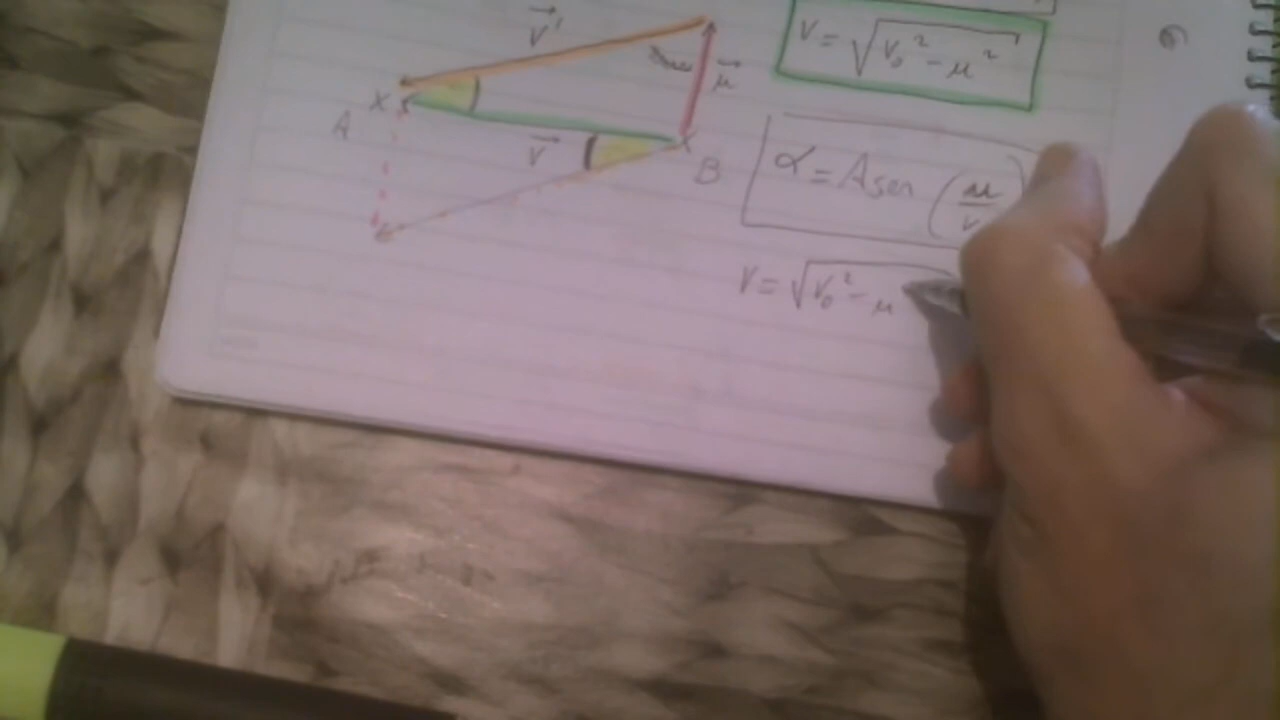 v⃗'
μ⃗
V = √(V₀² - μ²)
X
A
v⃗
X
B
α = Asen (μ/v
V = √(V₀² - μ